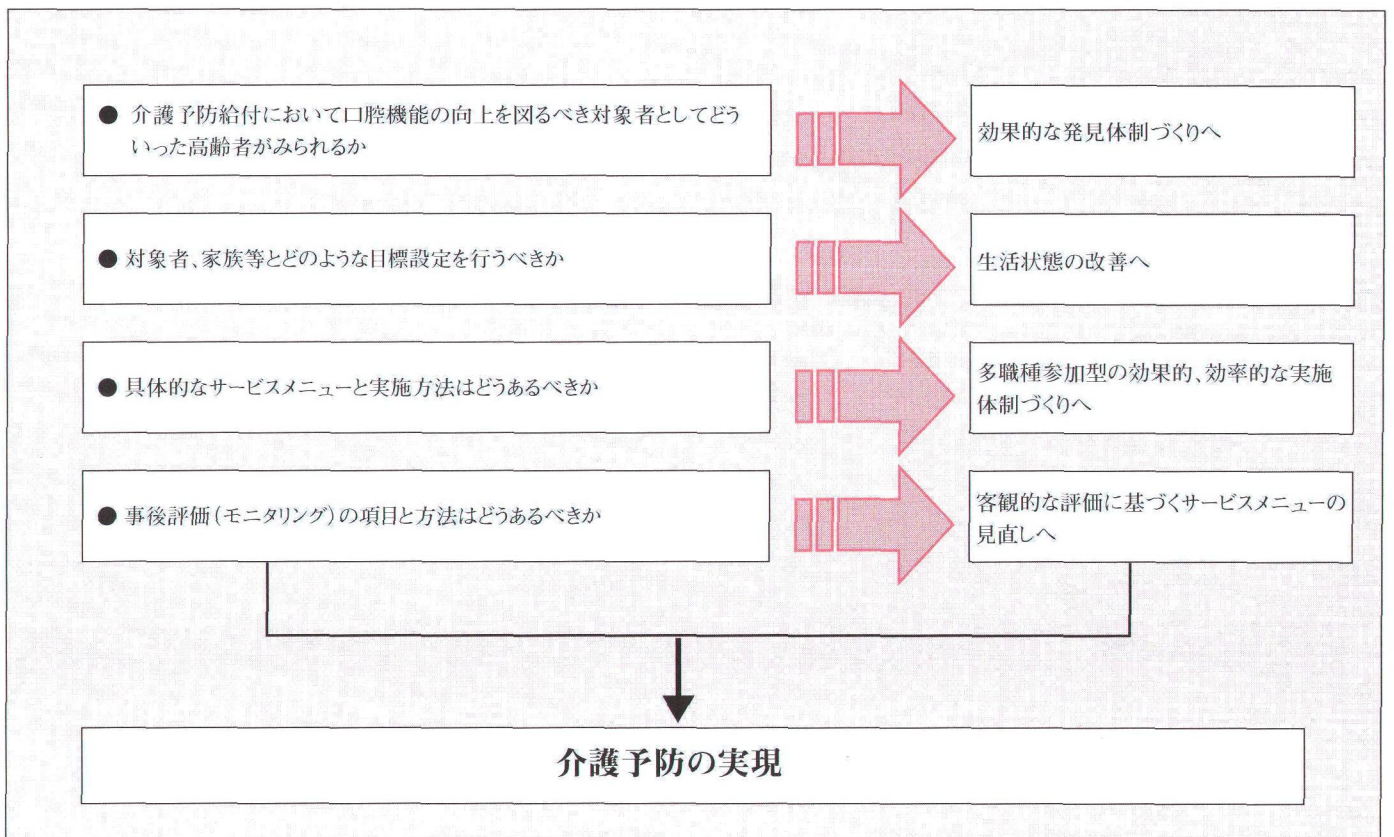 ● 介護予防給付において口腔機能の向上を図るべき対象者としてどう
いった高齢者がみられるか
効果的な発見体制づくりへ
● 対象者、家族等とどのような目標設定を行うべきか
生活状態の改善へ
● 具体的なサービスメニューと実施方法はどうあるべきか
多職種参加型の効果的、効率的な実施
体制づくりへ
● 事後評価(モニタリング)の項目と方法はどうあるべきか
客観的な評価に基づくサービスメニューの
見直しへ
介護予防の実現